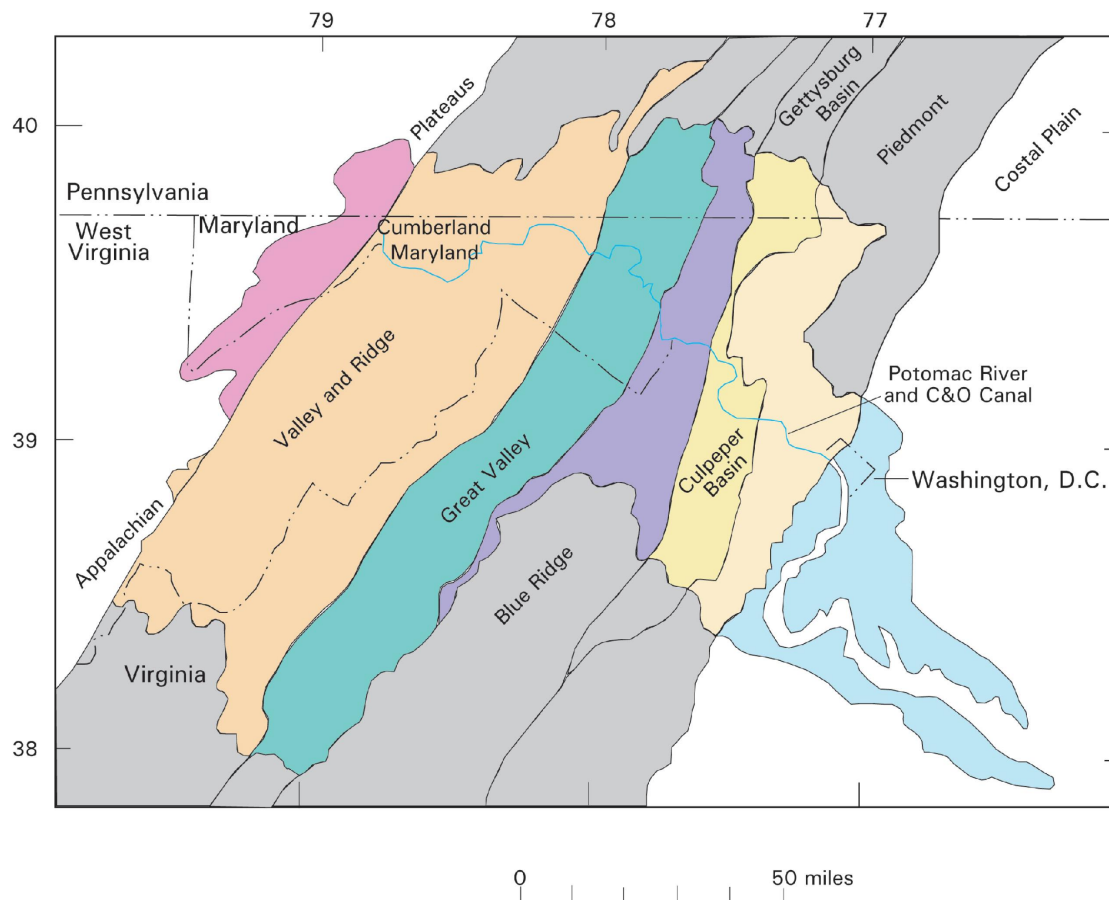 79
78
77
40
39
38
Plateaus
Gettysburg
Basin
Piedmont
Costal Plain
Pennsylvania
West
Virginia
Maryland
Cumberland
Maryland
Valley and Ridge
Potomac River
and C&O Canal
Great Valley
Culpeper
Basin
Washington, D.C.
Appalachian
Blue Ridge
Virginia
0
50 miles